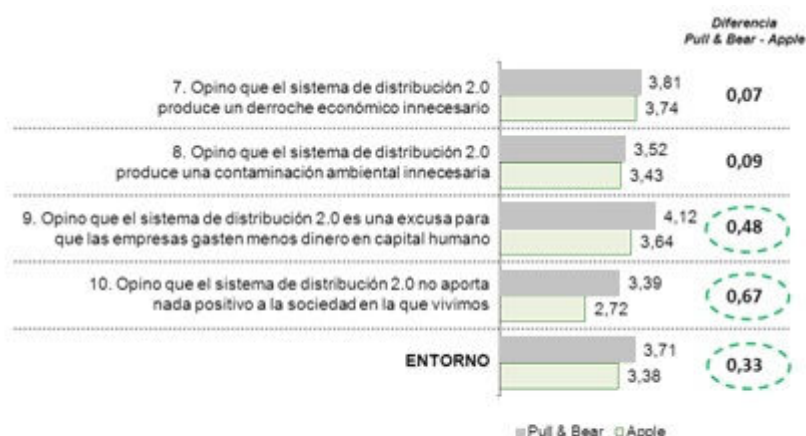 Diferencia
Pull & Bear - Apple
7. Opino que el sistema de distribución 2.0
produce un derroche económico innecesario
3,81
3,74
0,07
8. Opino que el sistema de distribución 2.0
produce una contaminación ambiental innecesaria
3,52
3,43
0,09
9. Opino que el sistema de distribución 2.0 es una excusa para
que las empresas gasten menos dinero en capital humano
4,12
3,64
0,48
10. Opino que el sistema de distribución 2.0 no aporta
nada positivo a la sociedad en la que vivimos
3,39
2,72
0,67
ENTORNO
3,71
3,38
0,33
Pull & Bear Apple